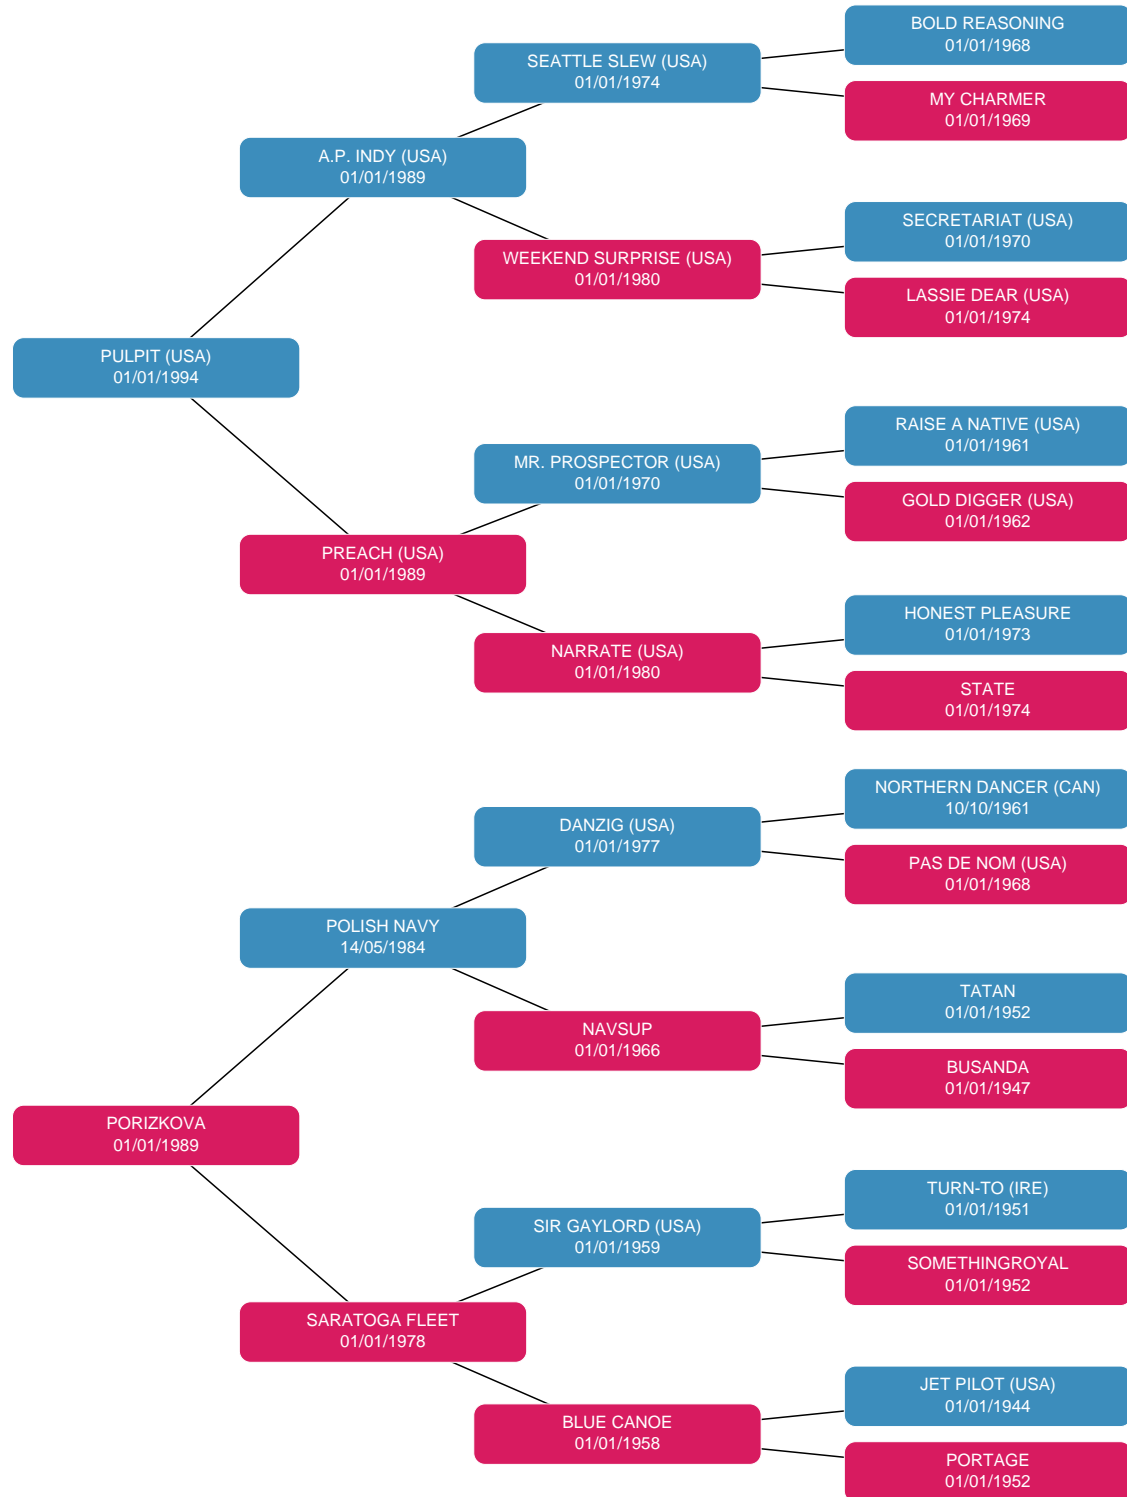 BOLD REASONING
01/01/1968
SEATTLE SLEW (USA)
01/01/1974
MY CHARMER
01/01/1969
A.P. INDY (USA)
01/01/1989
SECRETARIAT (USA)
01/01/1970
WEEKEND SURPRISE (USA)
01/01/1980
LASSIE DEAR (USA)
01/01/1974
PULPIT (USA)
01/01/1994
RAISE A NATIVE (USA)
01/01/1961
MR. PROSPECTOR (USA)
01/01/1970
GOLD DIGGER (USA)
01/01/1962
PREACH (USA)
01/01/1989
HONEST PLEASURE
01/01/1973
NARRATE (USA)
01/01/1980
STATE
01/01/1974
NORTHERN DANCER (CAN)
10/10/1961
DANZIG (USA)
01/01/1977
PAS DE NOM (USA)
01/01/1968
POLISH NAVY
14/05/1984
TATAN
01/01/1952
NAVSUP
01/01/1966
BUSANDA
01/01/1947
PORIZKOVA
01/01/1989
TURN-TO (IRE)
01/01/1951
SIR GAYLORD (USA)
01/01/1959
SOMETHINGROYAL
01/01/1952
SARATOGA FLEET
01/01/1978
JET PILOT (USA)
01/01/1944
BLUE CANOE
01/01/1958
PORTAGE
01/01/1952